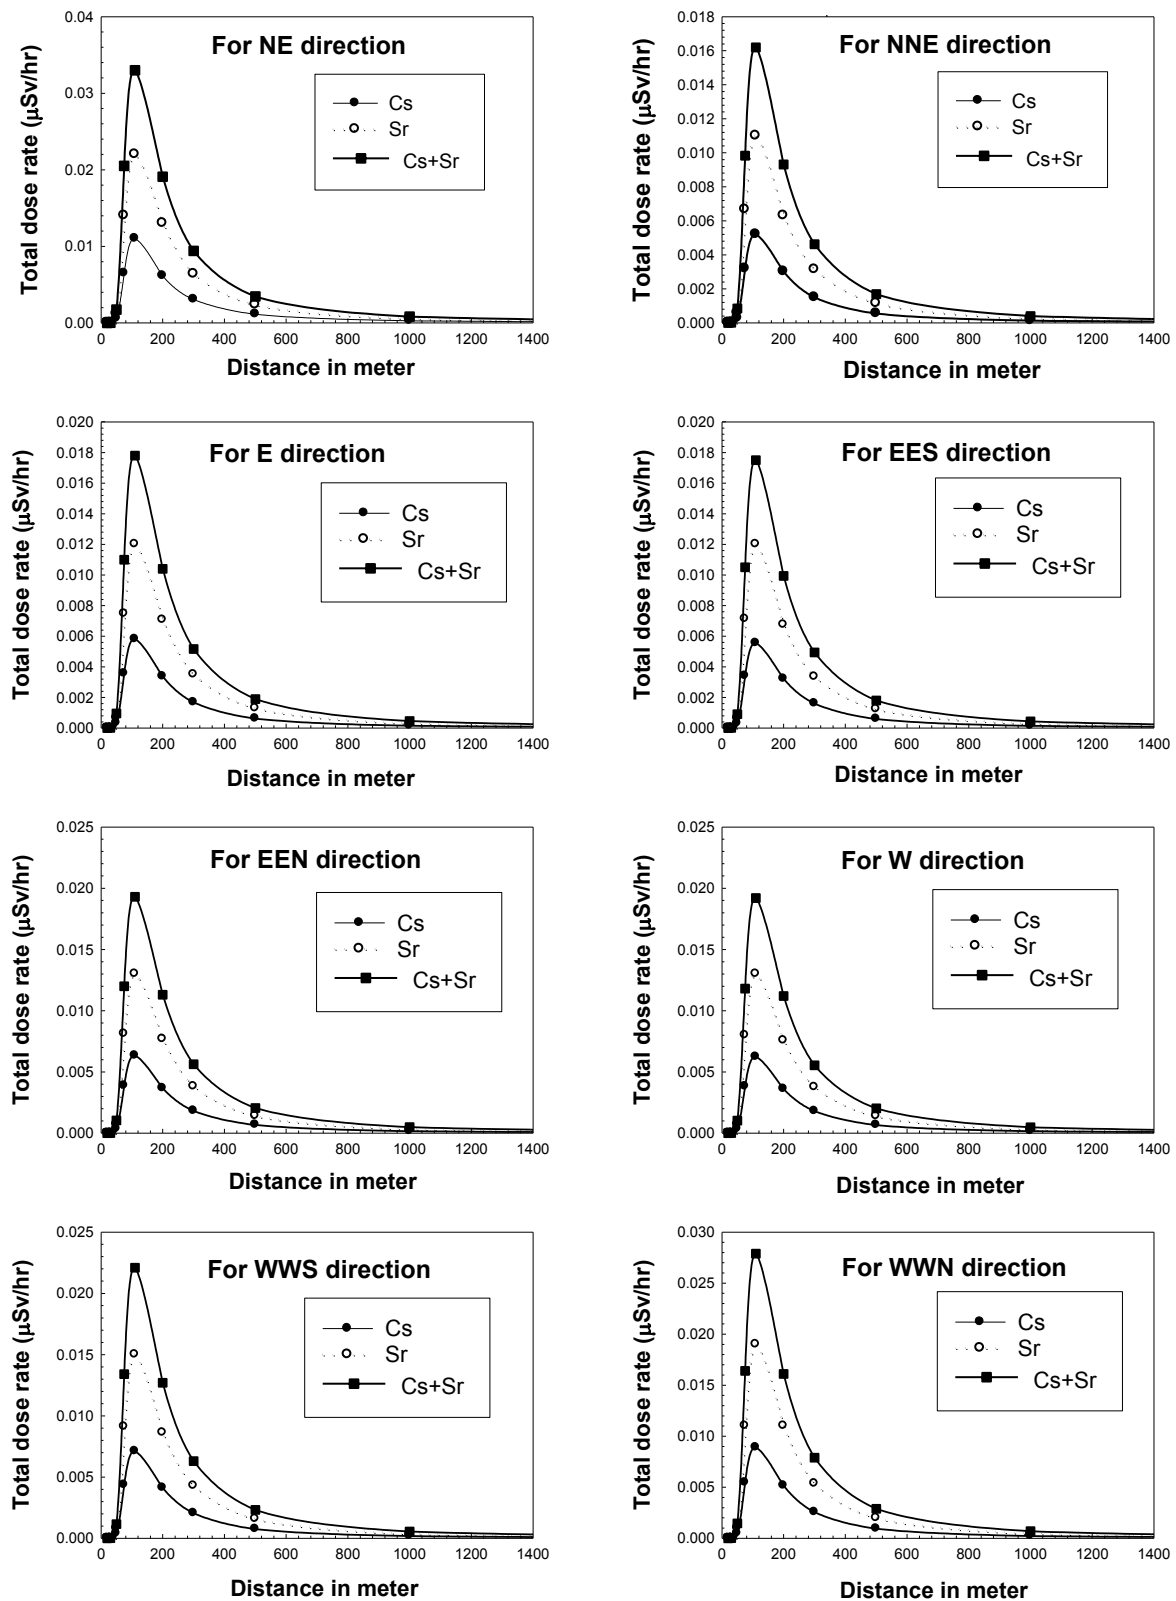 For NE direction
Total dose rate (μSv/hr)
0.04
0.03
0.02
0.01
0.00
Cs
Sr
Cs+Sr
0 200 400 600 800 1000 1200 1400
Distance in meter
For NNE direction
Total dose rate (μSv/hr)
0.018
0.016
0.014
0.012
0.010
0.008
0.006
0.004
0.002
0.000
Cs
Sr
Cs+Sr
0 200 400 600 800 1000 1200 1400
Distance in meter
For E direction
Total dose rate (μSv/hr)
0.020
0.018
0.016
0.014
0.012
0.010
0.008
0.006
0.004
0.002
0.000
Cs
Sr
Cs+Sr
0 200 400 600 800 1000 1200 1400
Distance in meter
For EES direction
Total dose rate (μSv/hr)
0.020
0.018
0.016
0.014
0.012
0.010
0.008
0.006
0.004
0.002
0.000
Cs
Sr
Cs+Sr
0 200 400 600 800 1000 1200 1400
Distance in meter
For EEN direction
Total dose rate (μSv/hr)
0.025
0.020
0.015
0.010
0.005
0.000
Cs
Sr
Cs+Sr
0 200 400 600 800 1000 1200 1400
Distance in meter
For W direction
Total dose rate (μSv/hr)
0.025
0.020
0.015
0.010
0.005
0.000
Cs
Sr
Cs+Sr
0 200 400 600 800 1000 1200 1400
Distance in meter
For WWS direction
Total dose rate (μSv/hr)
0.025
0.020
0.015
0.010
0.005
0.000
Cs
Sr
Cs+Sr
0 200 400 600 800 1000 1200 1400
Distance in meter
For WWN direction
Total dose rate (μSv/hr)
0.030
0.025
0.020
0.015
0.010
0.005
0.000
Cs
Sr
Cs+Sr
0 200 400 600 800 1000 1200 1400
Distance in meter